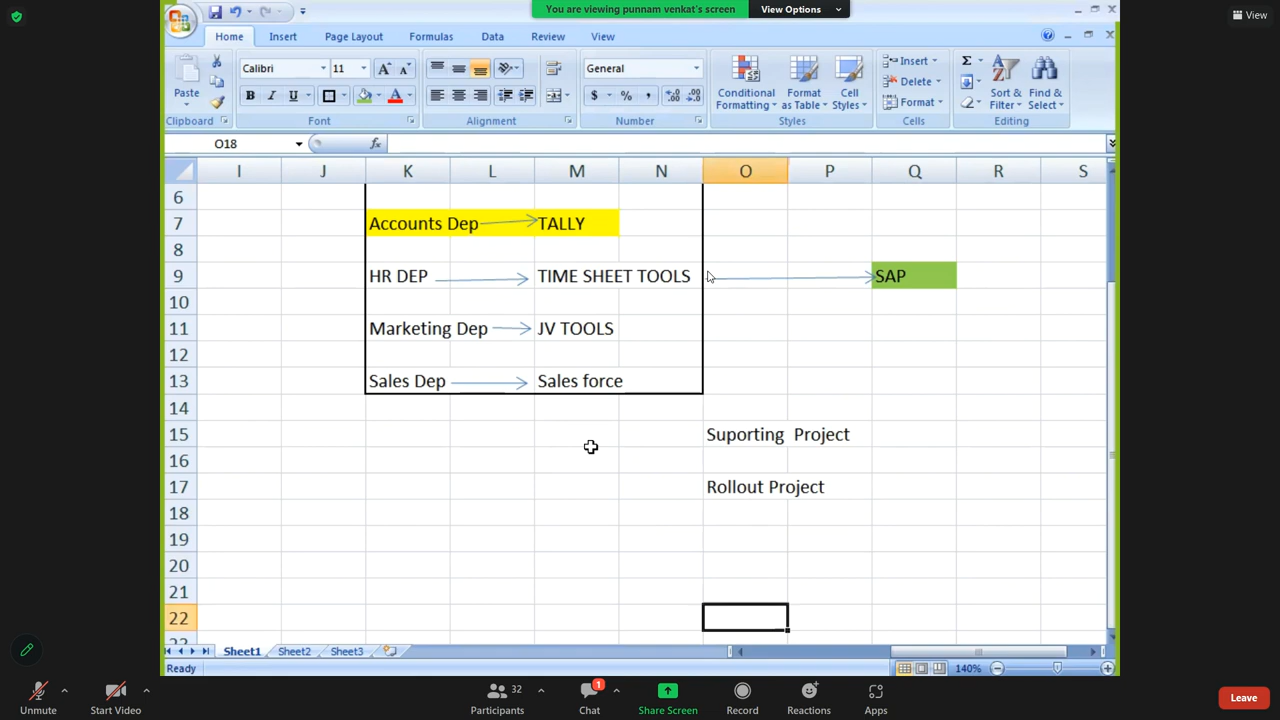 You are viewing punnam venkat's screen View Options
View
Home Insert Page Layout Formulas Data Review View
Calibri 11 General Insert
Paste Delete
Conditional Formatting Format as Table Cell Styles Format Sort & Filter Find & Select
Clipboard Font Alignment Number Styles Cells Editing
O18 fx
I J K L M N O P Q R S
6
7 Accounts Dep TALLY
8
9 HR DEP TIME SHEET TOOLS SAP
10
11 Marketing Dep JV TOOLS
12
13 Sales Dep Sales force
14
15 Suporting Project
16
17 Rollout Project
18
19
20
21
22
23
Sheet1 Sheet2 Sheet3
Ready 140%
Unmute Start Video Participants 32 Chat 1 Share Screen Record Reactions Apps Leave